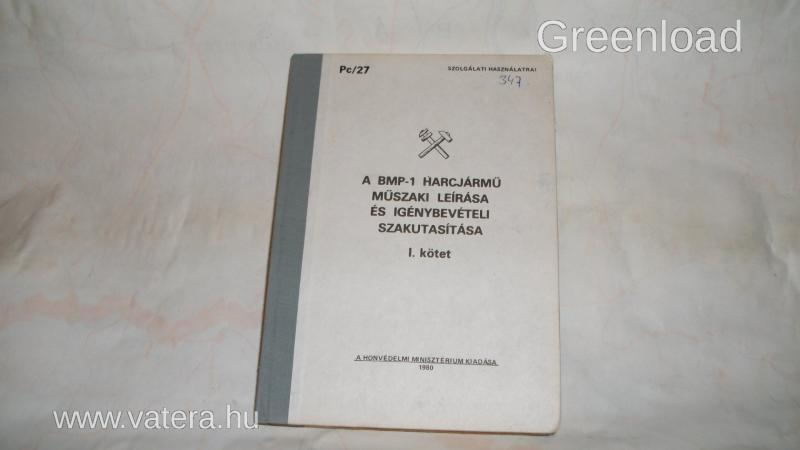 Greenload
Pc/27
SZOLGÁLATI HASZNÁLATRA!
347.
A BMP-1 HARCJÁRMŰ
MŰSZAKI LEÍRÁSA
ÉS IGÉNYBEVÉTELI
SZAKUTASÍTÁSA
I. kötet
A HONVÉDELMI MINISZTÉRIUM KIADÁSA
1980
www.vatera.hu